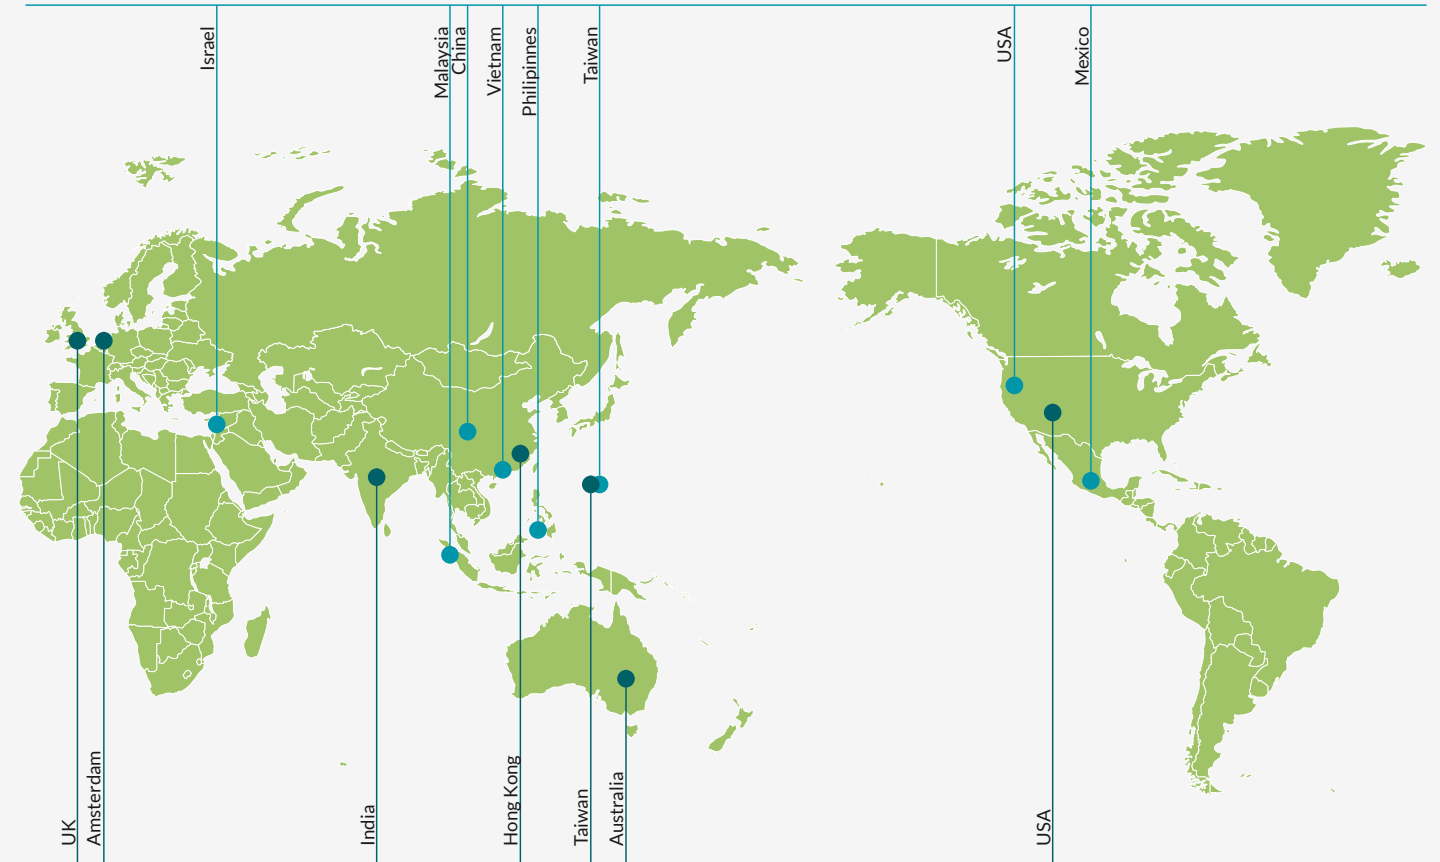 Israel
Malaysia
China
Vietnam
Philipinnes
Taiwan
USA
Mexico
UK
Amsterdam
India
Hong Kong
Taiwan
Australia
USA